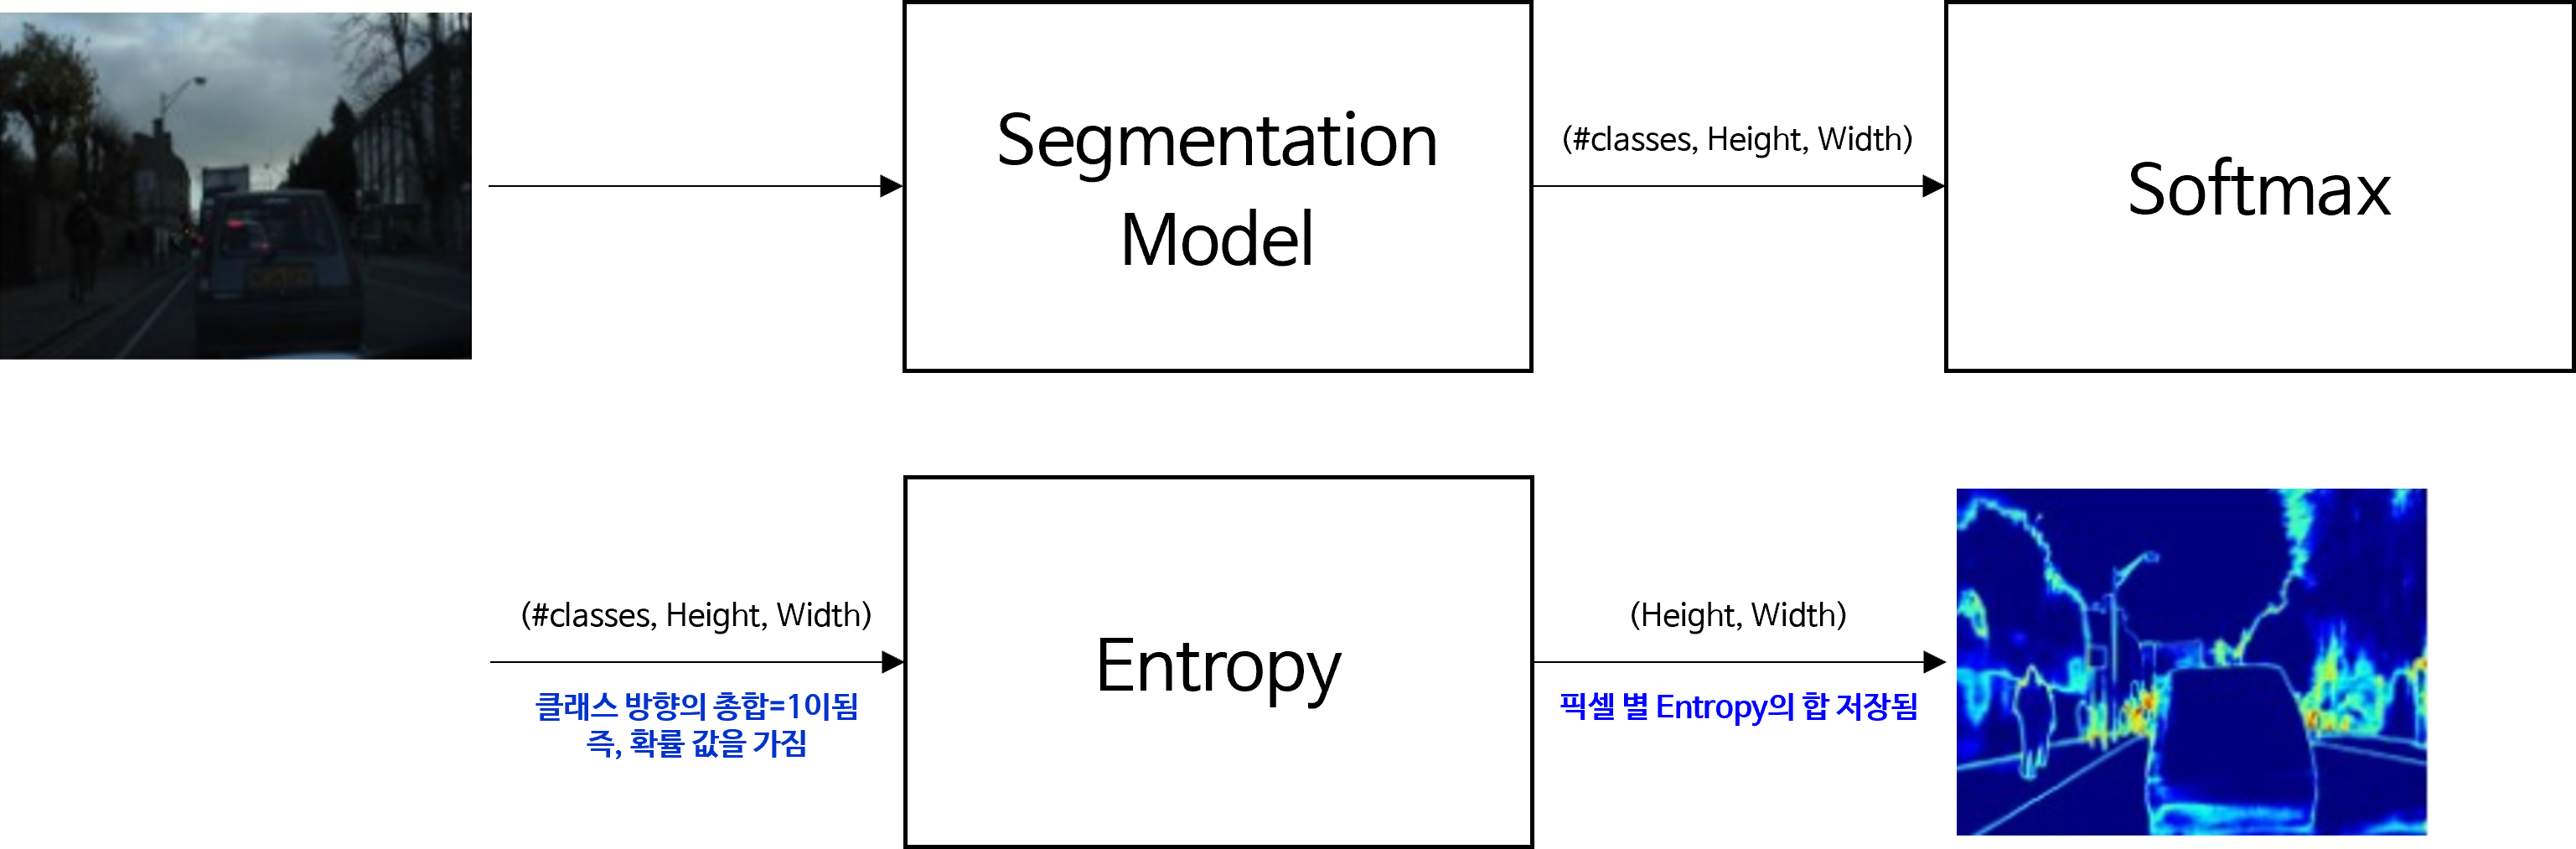 Segmentation
Model
(#classes, Height, Width)
Softmax
(#classes, Height, Width)
클래스 방향의 총합=1이됨
즉, 확률 값을 가짐
Entropy
(Height, Width)
픽셀 별 Entropy의 합 저장됨